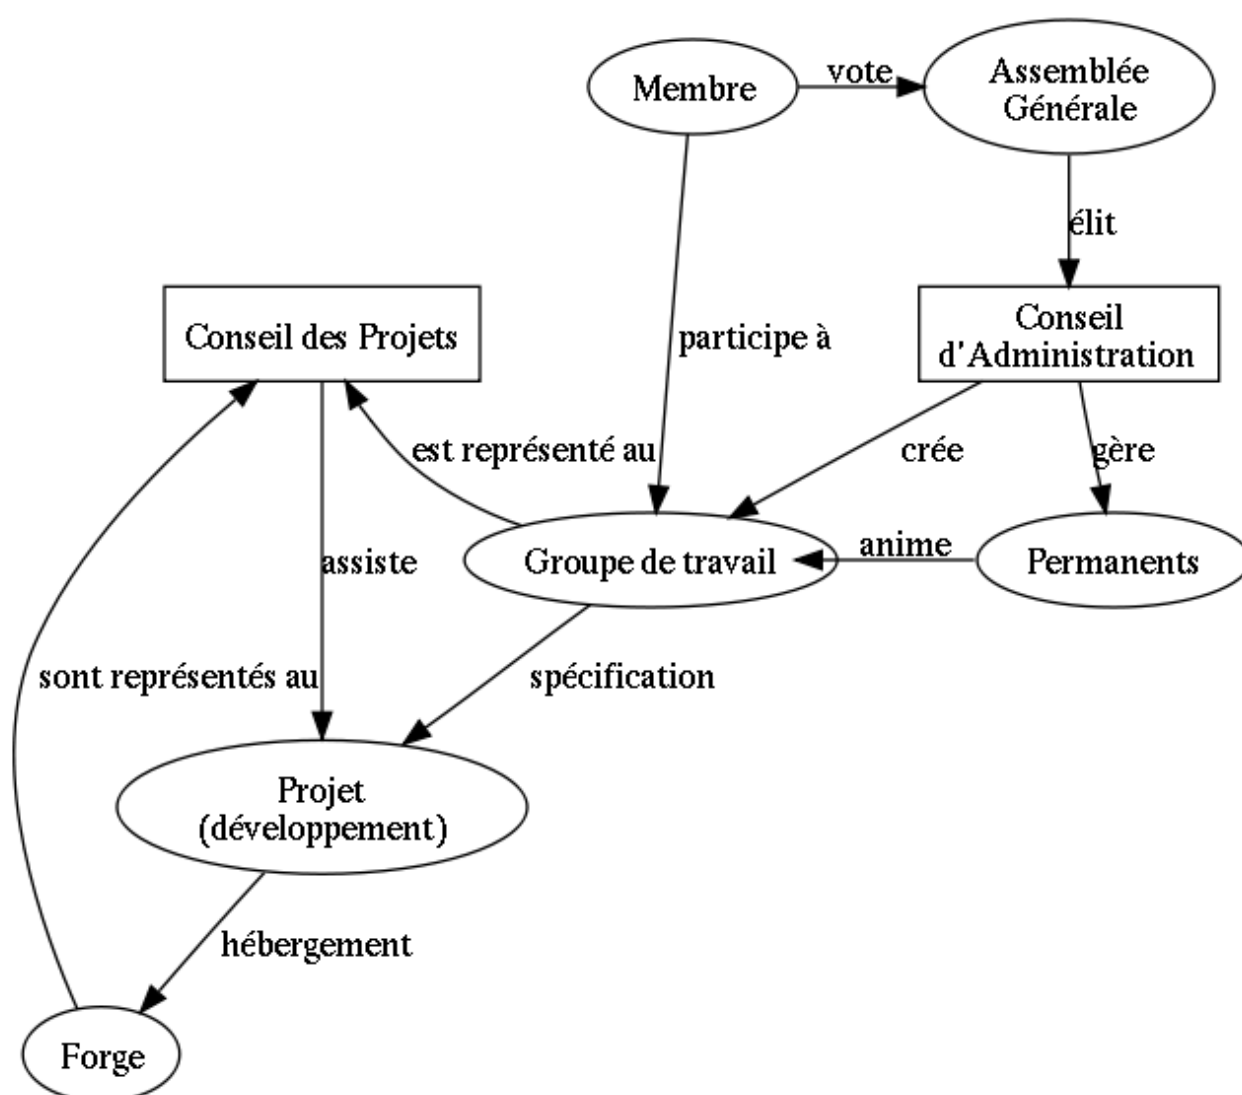 Membre
vote
Assemblée
Générale
élit
Conseil des Projets
participe à
Conseil
d'Administration
est représenté au
crée
gère
assiste
Groupe de travail
anime
Permanents
sont représentés au
spécification
Projet
(développement)
hébergement
Forge